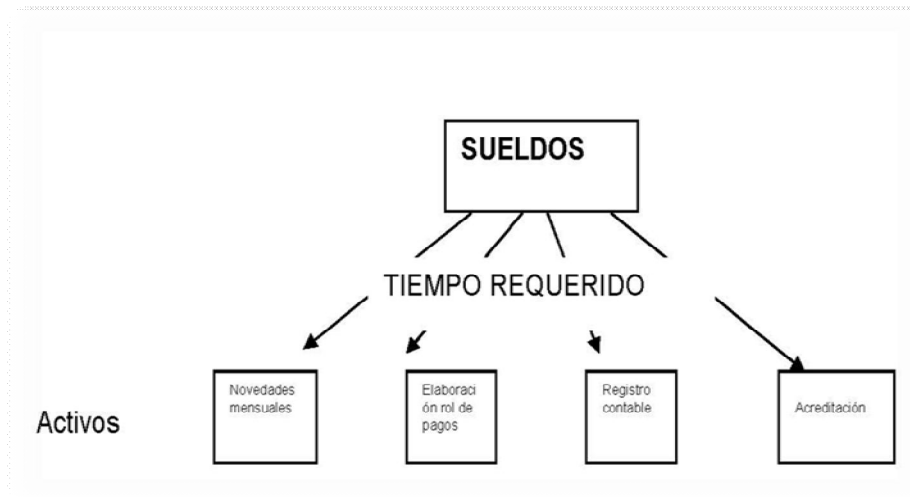 SUELDOS
TIEMPO REQUERIDO
Activos
Novedades
mensuales
Elaboraci
ón rol de
pagos
Registro
contable
Acreditación